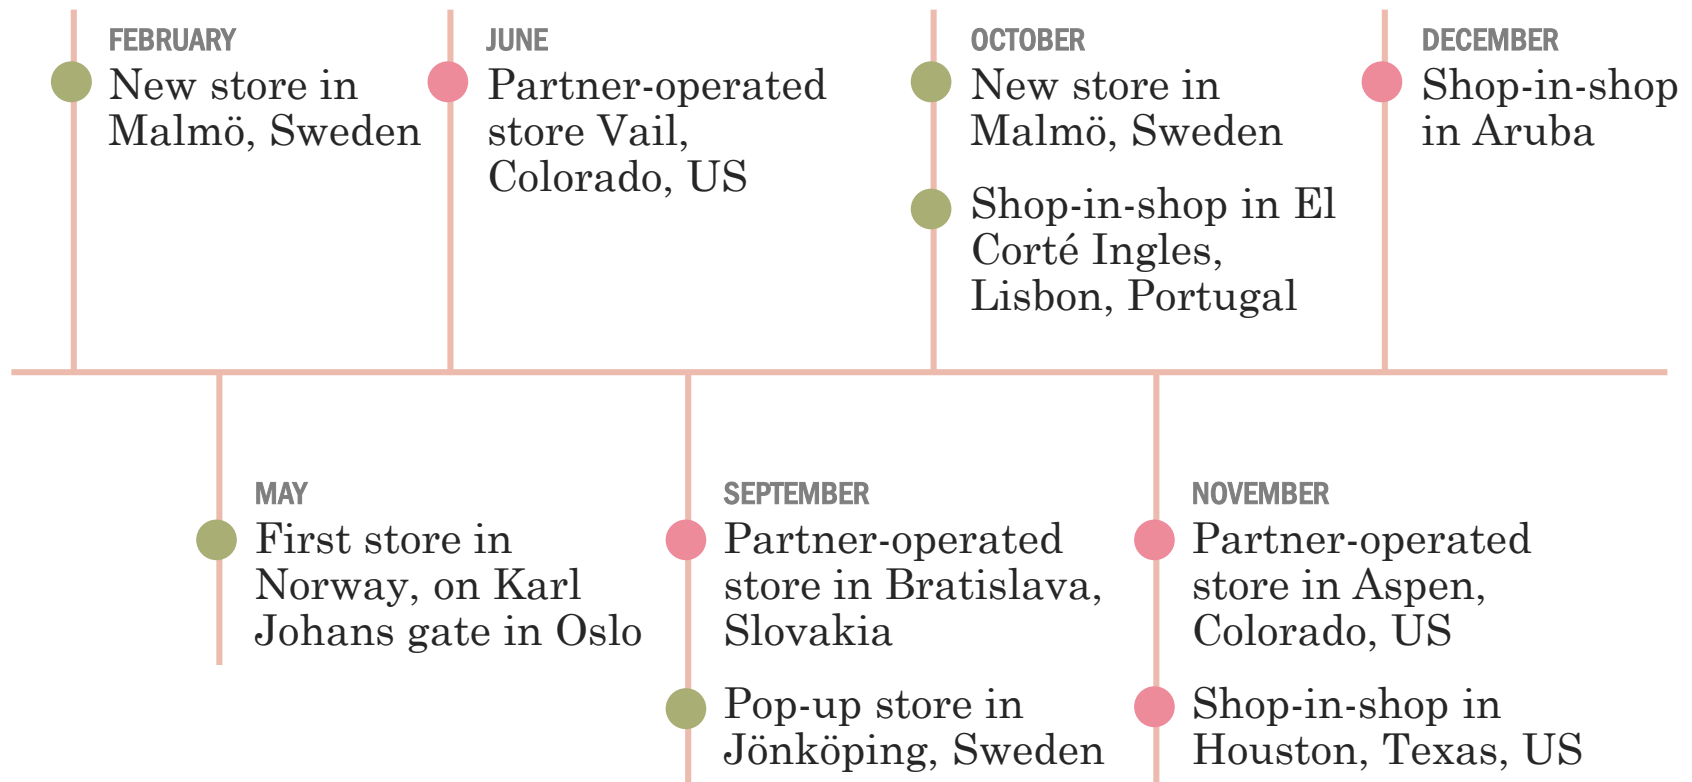 FEBRUARY
New store in
Malmö, Sweden
JUNE
Partner-operated
store Vail,
Colorado, US
OCTOBER
New store in
Malmö, Sweden
Shop-in-shop in El
Corté Ingles,
Lisbon, Portugal
DECEMBER
Shop-in-shop
in Aruba
MAY
First store in
Norway, on Karl
Johans gate in Oslo
SEPTEMBER
Partner-operated
store in Bratislava,
Slovakia
Pop-up store in
Jönköping, Sweden
NOVEMBER
Partner-operated
store in Aspen,
Colorado, US
Shop-in-shop in
Houston, Texas, US